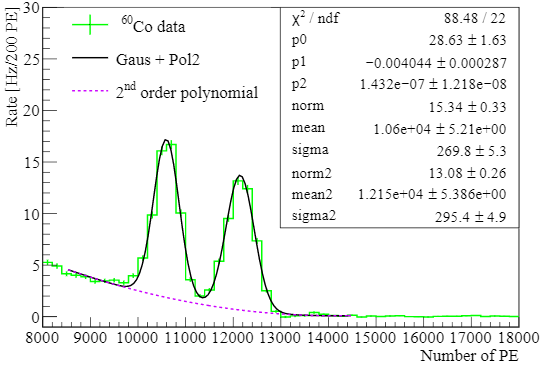 Rate [Hz/200 PE]
30
25
20
15
10
5
0
⁶⁰Co data
Gaus + Pol2
2ⁿᵈ order polynomial
χ² / ndf 88.48 / 22
p0 28.63 ± 1.63
p1 −0.004044 ± 0.000287
p2 1.432e−07 ± 1.218e−08
norm 15.34 ± 0.33
mean 1.06e+04 ± 5.21e+00
sigma 269.8 ± 5.3
norm2 13.08 ± 0.26
mean2 1.215e+04 ± 5.386e+00
sigma2 295.4 ± 4.9
8000 9000 10000 11000 12000 13000 14000 15000 16000 17000 18000
Number of PE